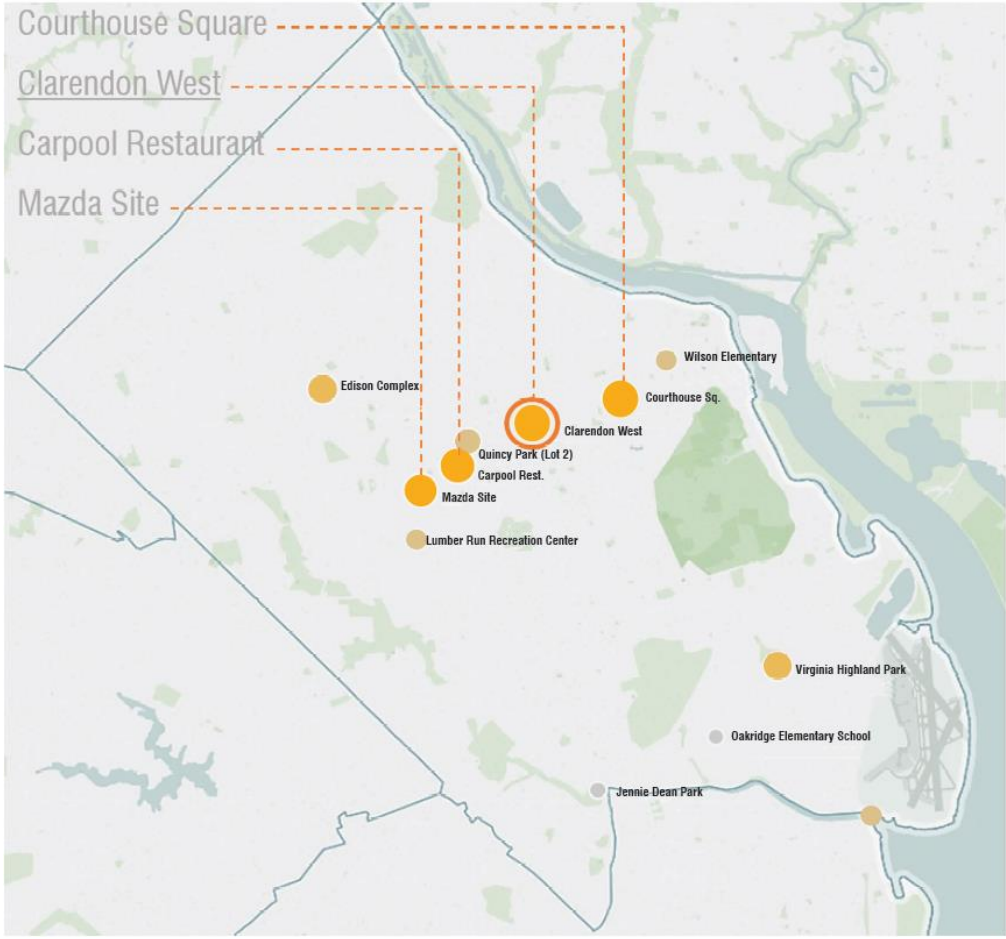 Courthouse Square
Clarendon West
Carpool Restaurant
Mazda Site
Wilson Elementary
Edison Complex
Courthouse Sq.
Clarendon West
Quincy Park (Lot 2)
Carpool Rest.
Mazda Site
Lumber Run Recreation Center
Virginia Highland Park
Oakridge Elementary School
Jennie Dean Park